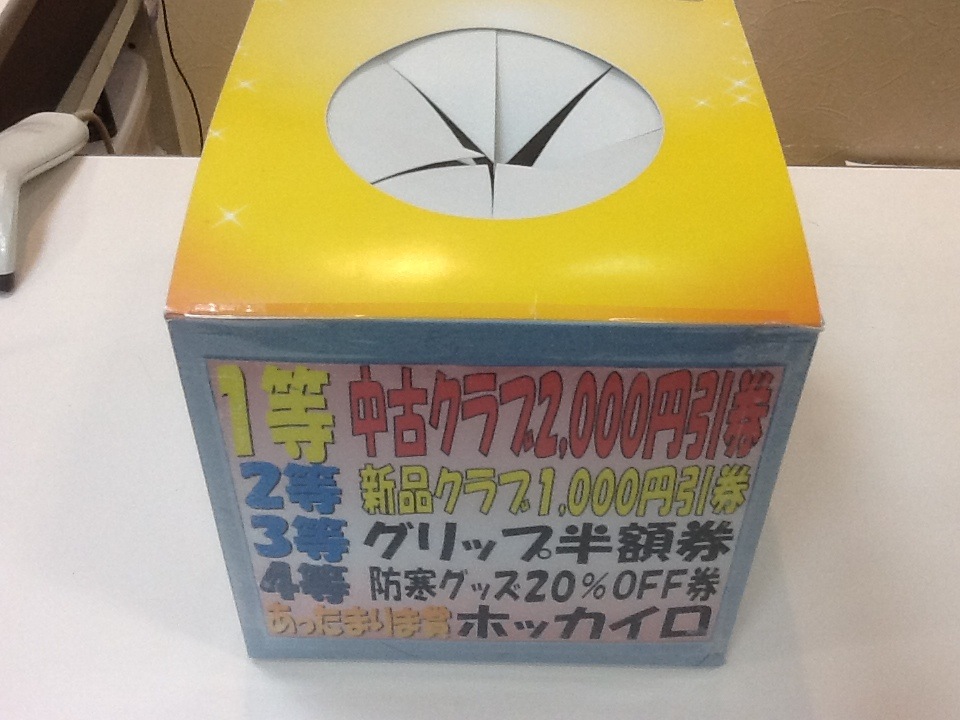 1等 中古クラブ2,000円引券
2等 新品クラブ1,000円引券
3等 グリップ半額券
4等 防寒グッズ20%OFF券
あったまりま賞 ホッカイロ